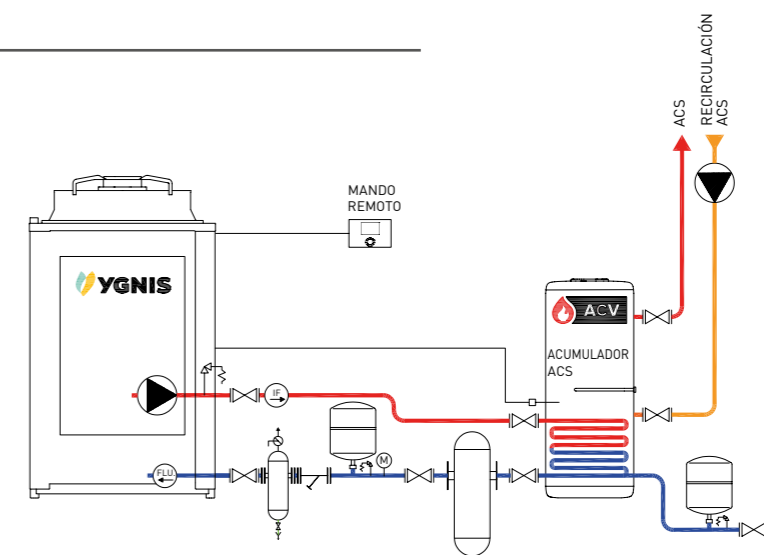 RECIRCULACIÓN
ACS
ACS
MANDO
REMOTO
YGNIS
ACV
ACUMULADOR
ACS
IF
FLU
M